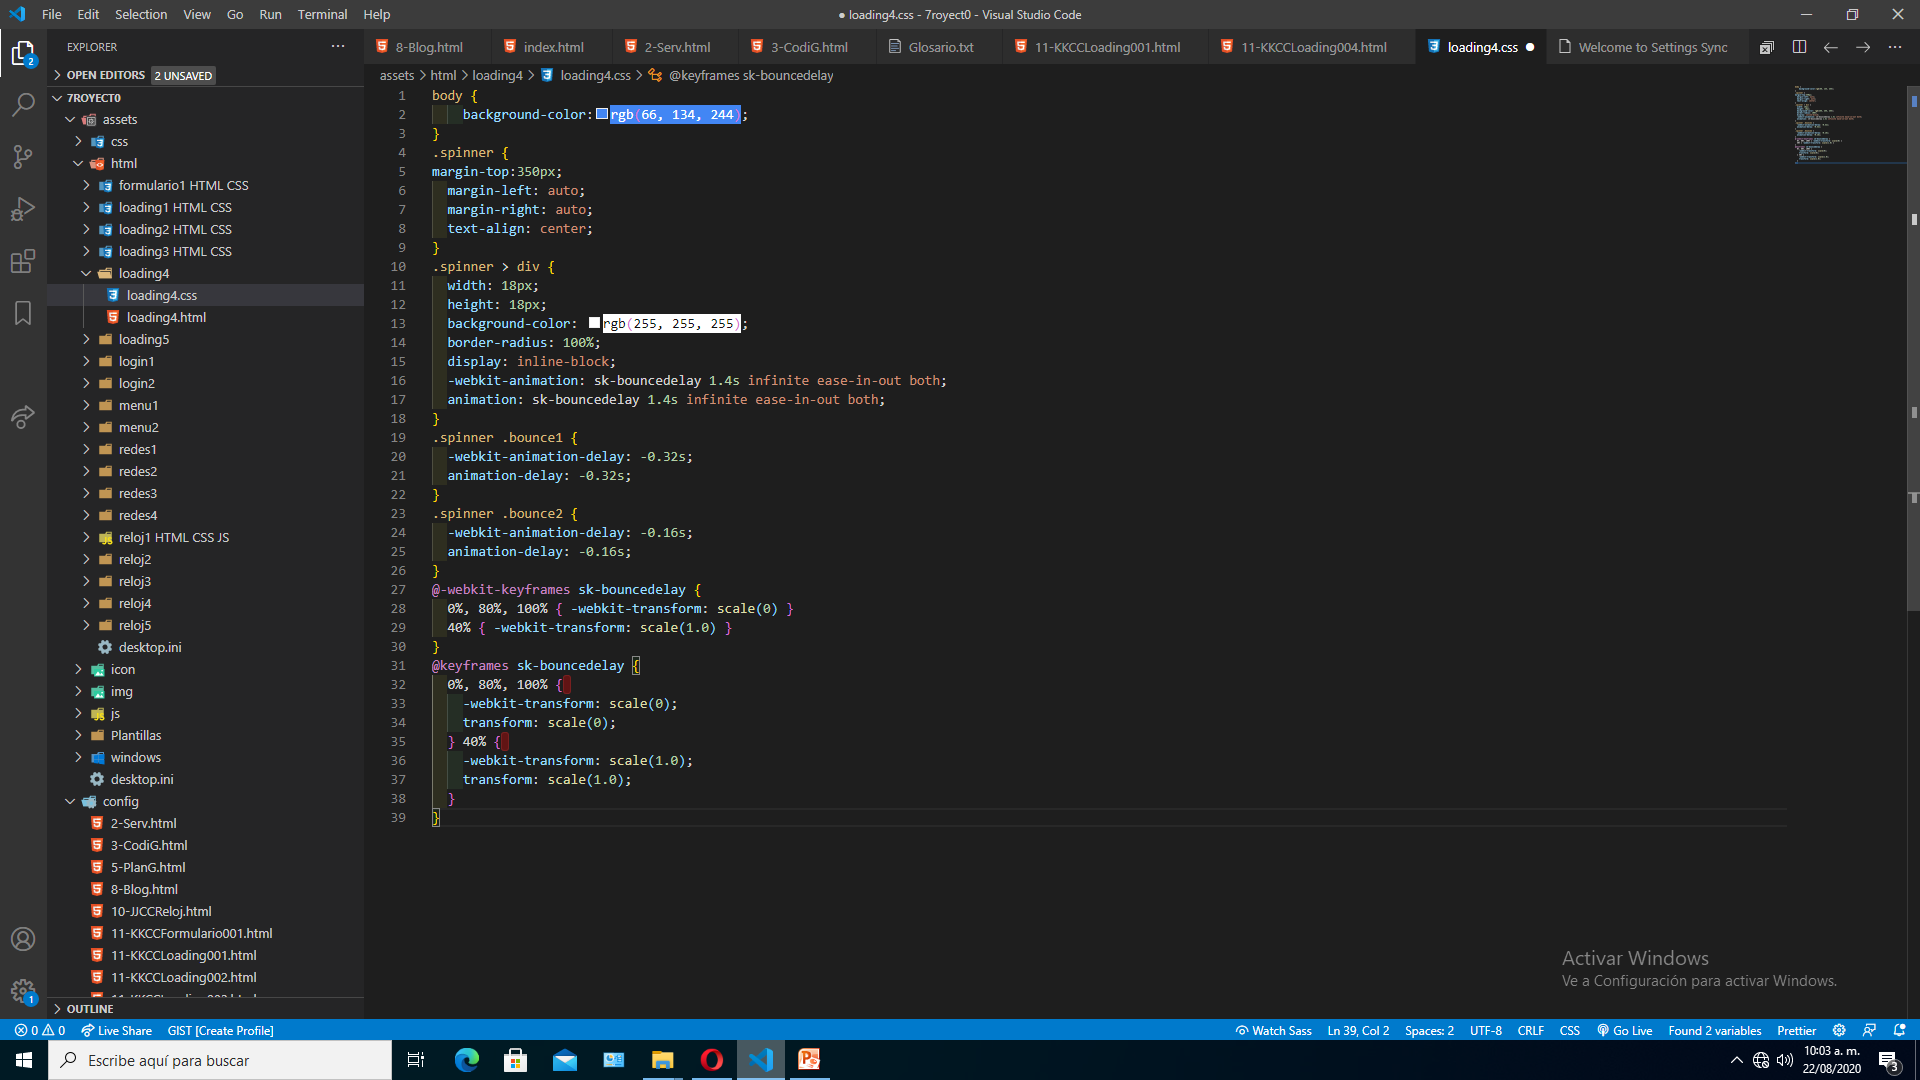 File Edit Selection View Go Run Terminal Help
● loading4.css - 7royect0 - Visual Studio Code
EXPLORER
8-Blog.html index.html 2-Serv.html 3-CodiG.html Glosario.txt 11-KKCCLoading001.html 11-KKCCLoading004.html loading4.css Welcome to Settings Sync
OPEN EDITORS 2 UNSAVED
assets > html > loading4 > loading4.css > @keyframes sk-bouncedelay
7ROYECT0
assets
css
html
formulario1 HTML CSS
loading1 HTML CSS
loading2 HTML CSS
loading3 HTML CSS
loading4
loading4.css
loading4.html
loading5
login1
login2
menu1
menu2
redes1
redes2
redes3
redes4
reloj1 HTML CSS JS
reloj2
reloj3
reloj4
reloj5
desktop.ini
icon
img
js
Plantillas
windows
desktop.ini
config
2-Serv.html
3-CodiG.html
5-PlanG.html
8-Blog.html
10-JJCCReloj.html
11-KKCCFormulario001.html
11-KKCCLoading001.html
11-KKCCLoading002.html
OUTLINE
1 body {
2 background-color: rgb(66, 134, 244);
3 }
4 .spinner {
5 margin-top:350px;
6 margin-left: auto;
7 margin-right: auto;
8 text-align: center;
9 }
10 .spinner > div {
11 width: 18px;
12 height: 18px;
13 background-color: rgb(255, 255, 255);
14 border-radius: 100%;
15 display: inline-block;
16 -webkit-animation: sk-bouncedelay 1.4s infinite ease-in-out both;
17 animation: sk-bouncedelay 1.4s infinite ease-in-out both;
18 }
19 .spinner .bounce1 {
20 -webkit-animation-delay: -0.32s;
21 animation-delay: -0.32s;
22 }
23 .spinner .bounce2 {
24 -webkit-animation-delay: -0.16s;
25 animation-delay: -0.16s;
26 }
27 @-webkit-keyframes sk-bouncedelay {
28 0%, 80%, 100% { -webkit-transform: scale(0) }
29 40% { -webkit-transform: scale(1.0) }
30 }
31 @keyframes sk-bouncedelay {
32 0%, 80%, 100% {
33 -webkit-transform: scale(0);
34 transform: scale(0);
35 } 40% {
36 -webkit-transform: scale(1.0);
37 transform: scale(1.0);
38 }
39 }
Activar Windows
Ve a Configuración para activar Windows.
2
1
0 0 Live Share GIST [Create Profile] Watch Sass Ln 39, Col 2 Spaces: 2 UTF-8 CRLF CSS Go Live Found 2 variables Prettier
Escribe aquí para buscar
10:03 a. m.
22/08/2020
3